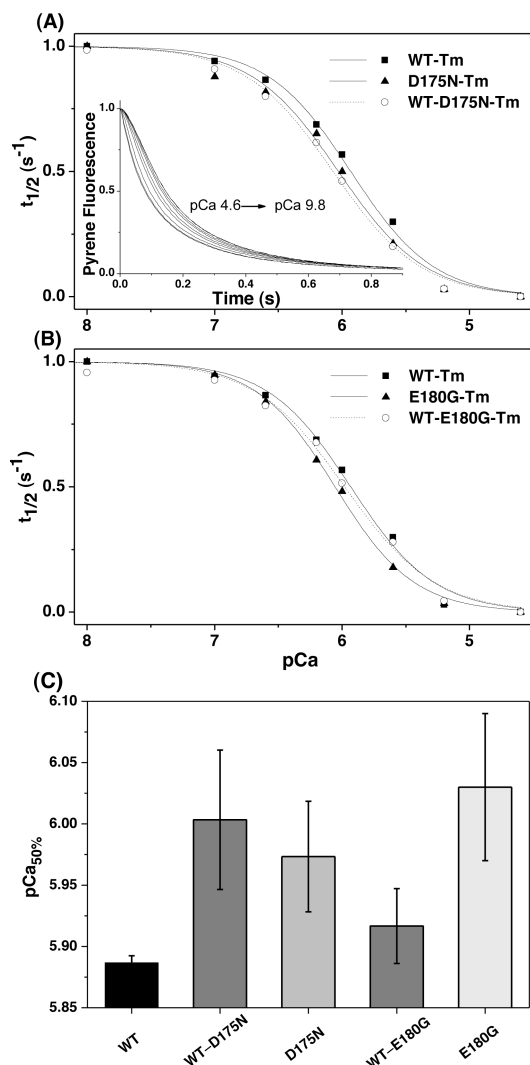 (A)
WT-Tm
D175N-Tm
WT-D175N-Tm
1.0
0.5
0.0
t1/2 (s-1)
Pyrene Fluorescence
1.0
0.5
0.0
pCa 4.6 → pCa 9.8
0.0 0.2 0.4 0.6 0.8
Time (s)
8 7 6 5
(B)
WT-Tm
E180G-Tm
WT-E180G-Tm
1.0
0.5
0.0
t1/2 (s-1)
8 7 6 5
pCa
(C)
6.10
6.05
6.00
5.95
5.90
5.85
pCa50%
WT WT–D175N D175N WT–E180G E180G